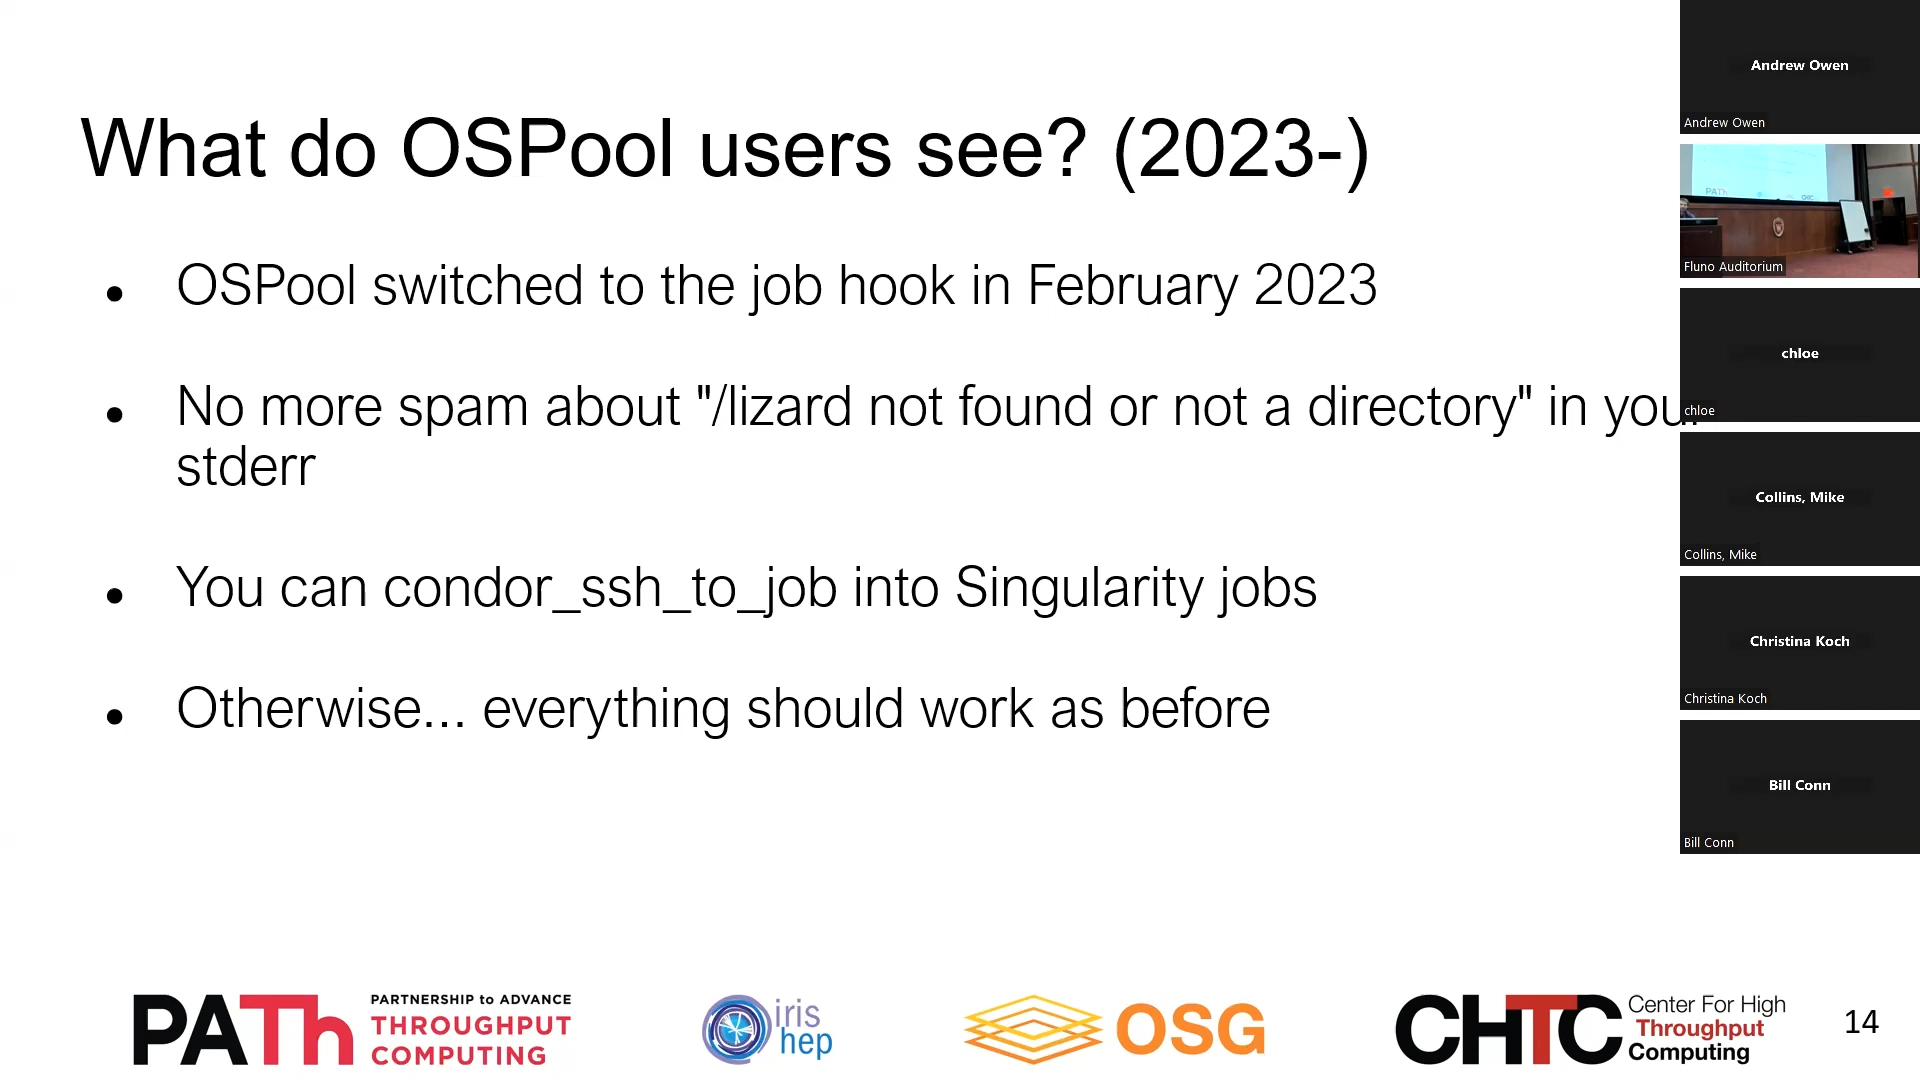 What do OSPool users see? (2023-)
• OSPool switched to the job hook in February 2023
• No more spam about "/lizard not found or not a directory" in your
stderr
• You can condor_ssh_to_job into Singularity jobs
• Otherwise... everything should work as before
PATh
PARTNERSHIP to ADVANCE
THROUGHPUT
COMPUTING
iris
hep
OSG
CHTC
Center For High
Throughput
Computing
14
Andrew Owen
Andrew Owen
PATh
CHTC
Fluno Auditorium
chloe
chloe
Collins, Mike
Collins, Mike
Christina Koch
Christina Koch
Bill Conn
Bill Conn